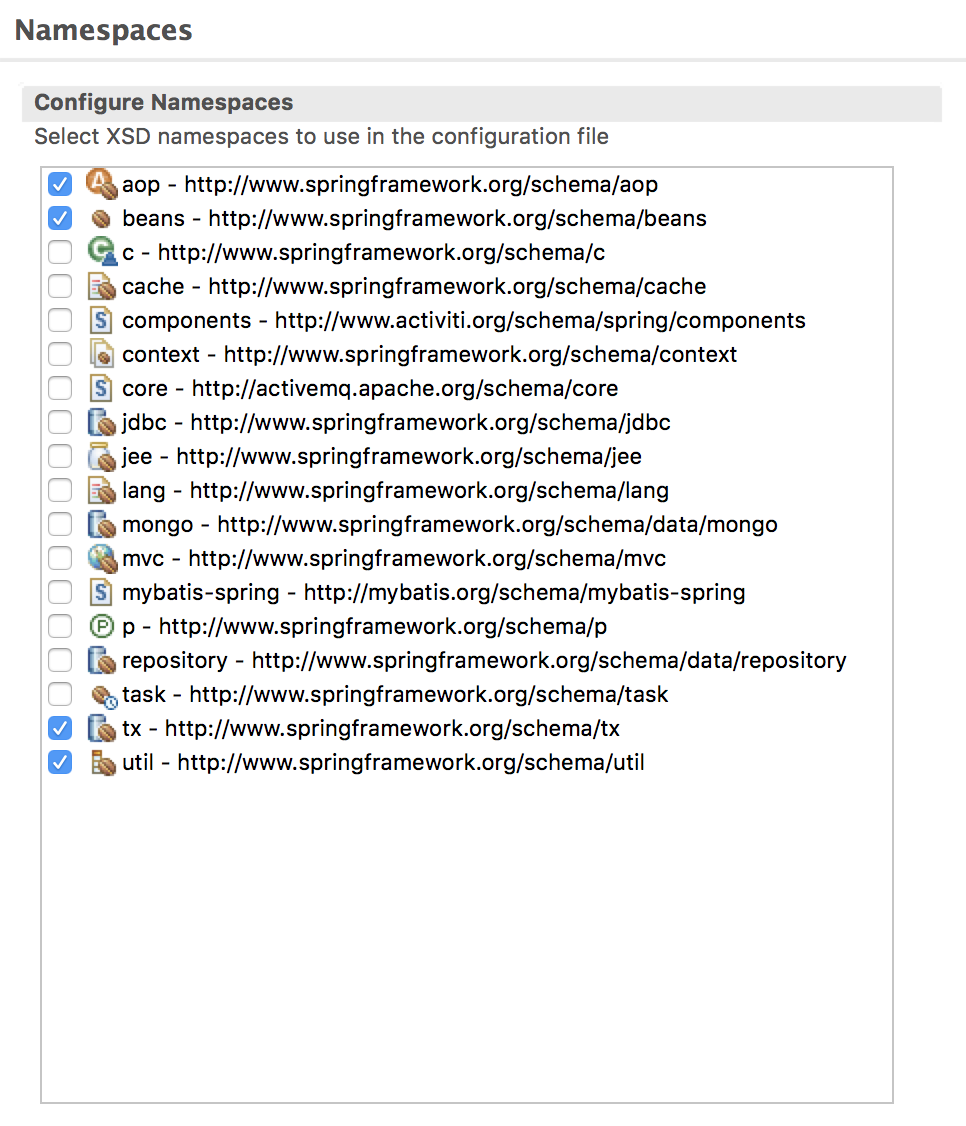 Namespaces
Configure Namespaces
Select XSD namespaces to use in the configuration file
aop - http://www.springframework.org/schema/aop
beans - http://www.springframework.org/schema/beans
c - http://www.springframework.org/schema/c
cache - http://www.springframework.org/schema/cache
components - http://www.activiti.org/schema/spring/components
context - http://www.springframework.org/schema/context
core - http://activemq.apache.org/schema/core
jdbc - http://www.springframework.org/schema/jdbc
jee - http://www.springframework.org/schema/jee
lang - http://www.springframework.org/schema/lang
mongo - http://www.springframework.org/schema/data/mongo
mvc - http://www.springframework.org/schema/mvc
mybatis-spring - http://mybatis.org/schema/mybatis-spring
p - http://www.springframework.org/schema/p
repository - http://www.springframework.org/schema/data/repository
task - http://www.springframework.org/schema/task
tx - http://www.springframework.org/schema/tx
util - http://www.springframework.org/schema/util